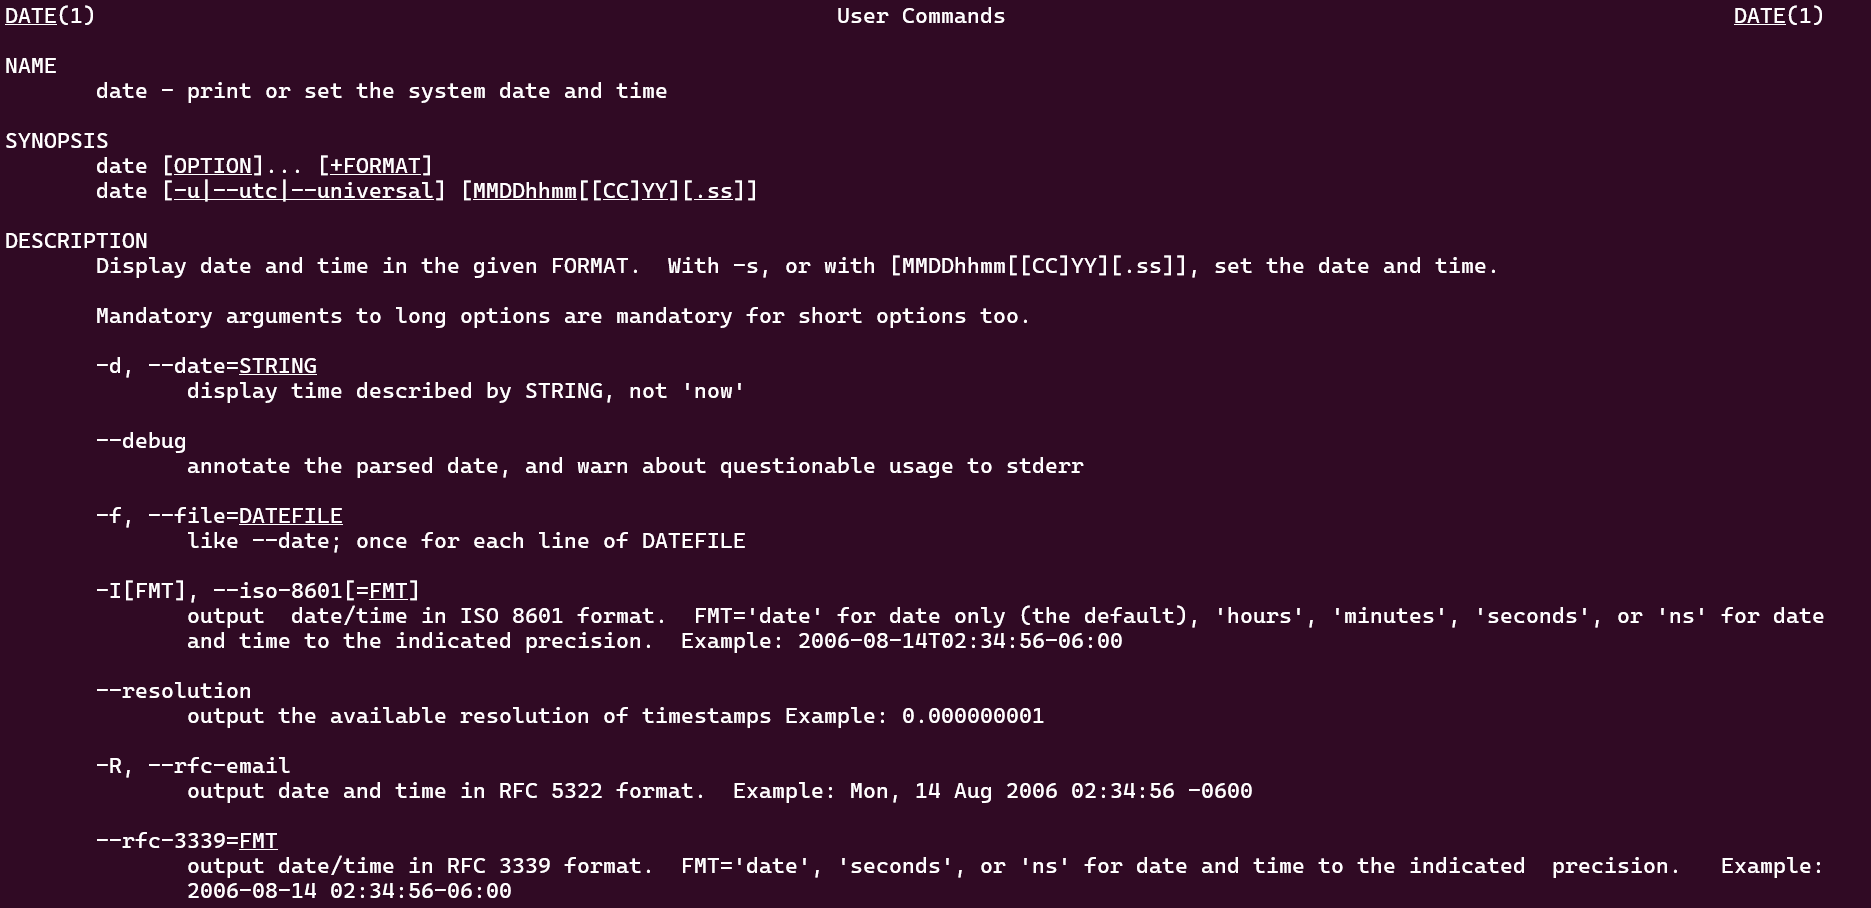 DATE(1) User Commands DATE(1)
NAME
date - print or set the system date and time
SYNOPSIS
date [OPTION]... [+FORMAT]
date [-u|--utc|--universal] [MMDDhhmm[[CC]YY][.ss]]
DESCRIPTION
Display date and time in the given FORMAT.  With -s, or with [MMDDhhmm[[CC]YY][.ss]], set the date and time.
Mandatory arguments to long options are mandatory for short options too.
-d, --date=STRING
display time described by STRING, not 'now'
--debug
annotate the parsed date, and warn about questionable usage to stderr
-f, --file=DATEFILE
like --date; once for each line of DATEFILE
-I[FMT], --iso-8601[=FMT]
output  date/time in ISO 8601 format.  FMT='date' for date only (the default), 'hours', 'minutes', 'seconds', or 'ns' for date
and time to the indicated precision.  Example: 2006-08-14T02:34:56-06:00
--resolution
output the available resolution of timestamps Example: 0.000000001
-R, --rfc-email
output date and time in RFC 5322 format.  Example: Mon, 14 Aug 2006 02:34:56 -0600
--rfc-3339=FMT
output date/time in RFC 3339 format.  FMT='date', 'seconds', or 'ns' for date and time to the indicated  precision.   Example:
2006-08-14 02:34:56-06:00